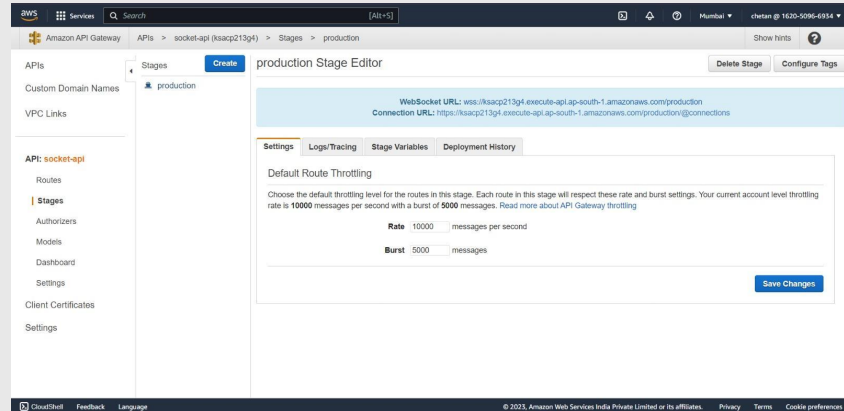 aws
Services
Search
[Alt+S]
Mumbai
chetan @ 1620-5096-6934
Amazon API Gateway
APIs > socket-api (ksacp213g4) > Stages > production
Show hints
APIs
Custom Domain Names
VPC Links
API: socket-api
Routes
Stages
Authorizers
Models
Dashboard
Settings
Client Certificates
Settings
Stages
Create
production
production Stage Editor
Delete Stage
Configure Tags
WebSocket URL: wss://ksacp213g4.execute-api.ap-south-1.amazonaws.com/production
Connection URL: https://ksacp213g4.execute-api.ap-south-1.amazonaws.com/production/@connections
Settings
Logs/Tracing
Stage Variables
Deployment History
Default Route Throttling
Choose the default throttling level for the routes in this stage. Each route in this stage will respect these rate and burst settings. Your current account level throttling
rate is 10000 messages per second with a burst of 5000 messages. Read more about API Gateway throttling
Rate 10000 messages per second
Burst 5000 messages
Save Changes
CloudShell
Feedback
Language
© 2023, Amazon Web Services India Private Limited or its affiliates.
Privacy
Terms
Cookie preferences